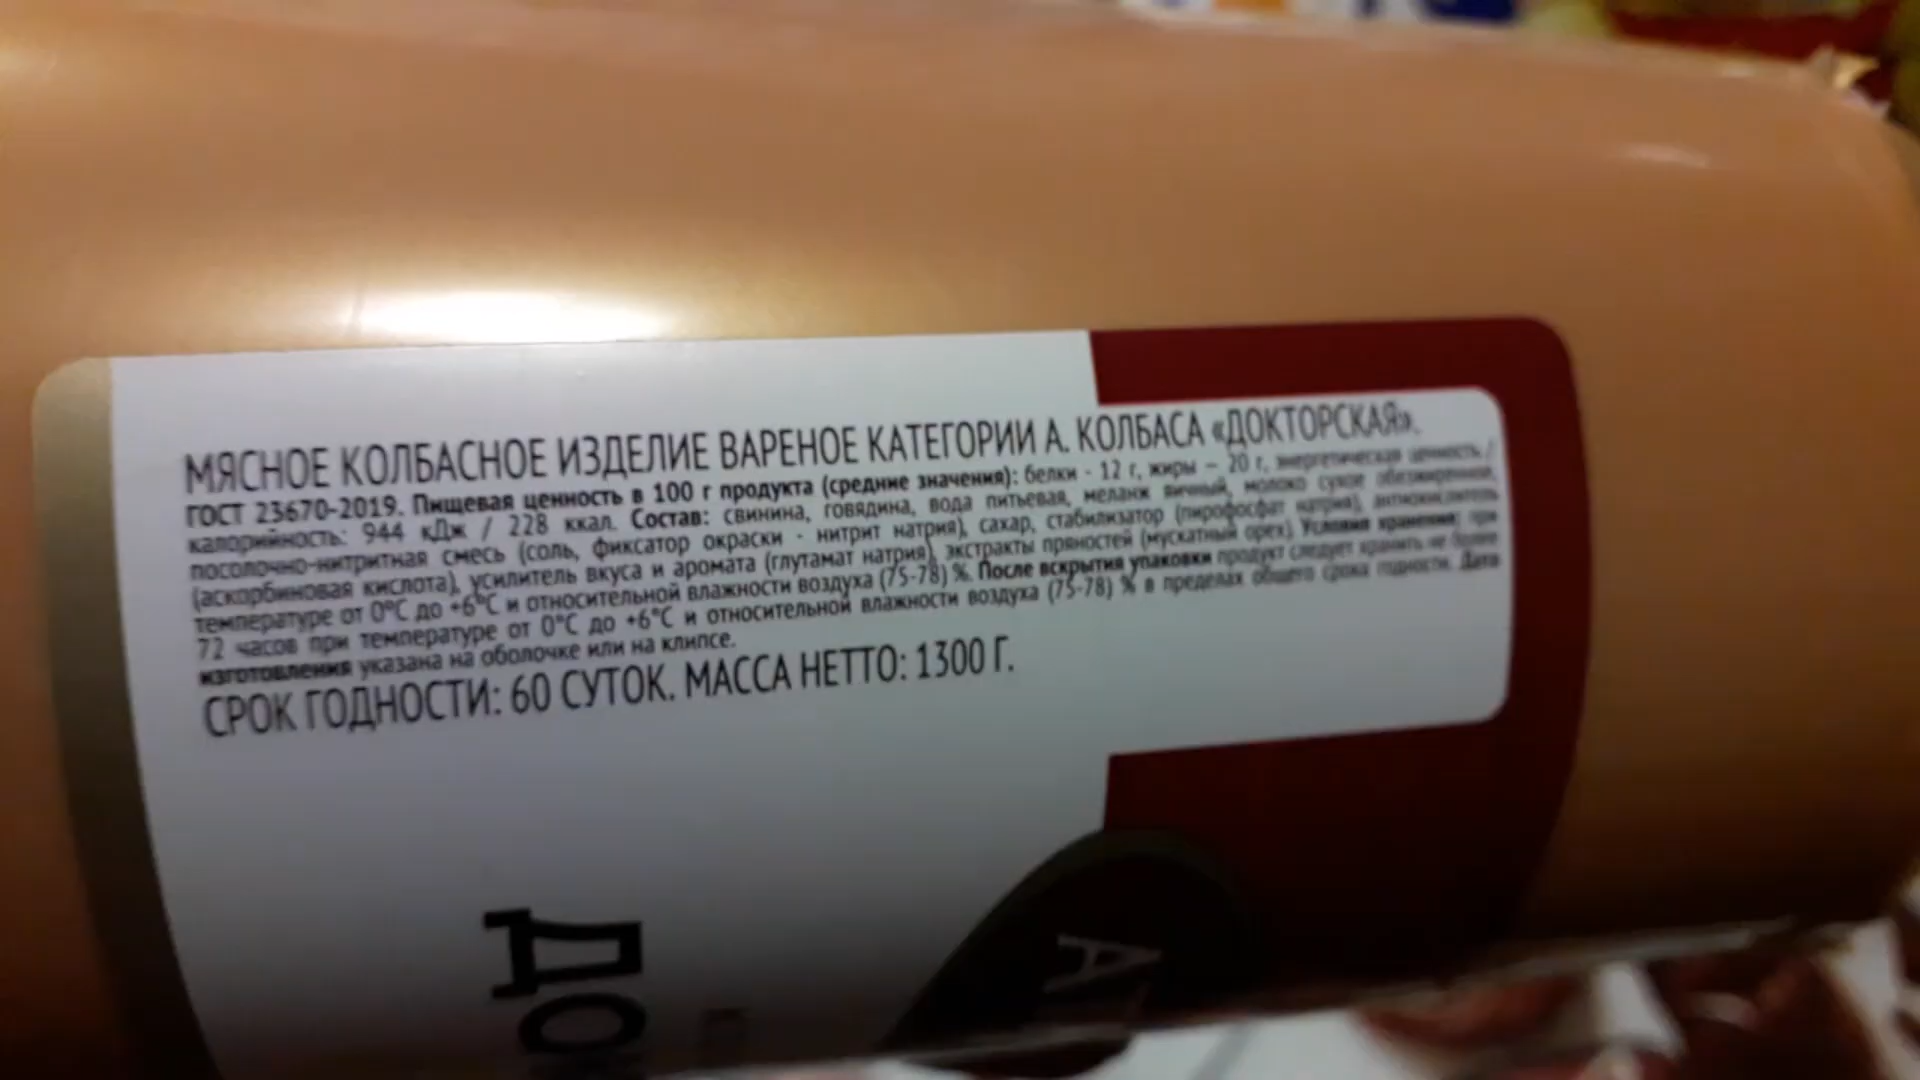 МЯСНОЕ КОЛБАСНОЕ ИЗДЕЛИЕ ВАРЕНОЕ КАТЕГОРИИ А. КОЛБАСА «ДОКТОРСКАЯ».
ГОСТ 23670-2019. Пищевая ценность в 100 г продукта (средние значения): белки - 12 г, жиры – 20 г, энергетическая ценность /
калорийность: 944 кДж / 228 ккал. Состав: свинина, говядина, вода питьевая, меланж яичный, молоко сухое обезжиренное,
посолочно-нитритная смесь (соль, фиксатор окраски - нитрит натрия), сахар, стабилизатор (пирофосфат натрия), антиокислитель
(аскорбиновая кислота), усилитель вкуса и аромата (глутамат натрия), экстракты пряностей (мускатный орех). Условия хранения: при
температуре от 0°С до +6°С и относительной влажности воздуха (75-78) %. После вскрытия упаковки продукт следует хранить не более
72 часов при температуре от 0°С до +6°С и относительной влажности воздуха (75-78) % в пределах общего срока годности. Дата
изготовления указана на оболочке или на клипсе.
СРОК ГОДНОСТИ: 60 СУТОК. МАССА НЕТТО: 1300 Г.